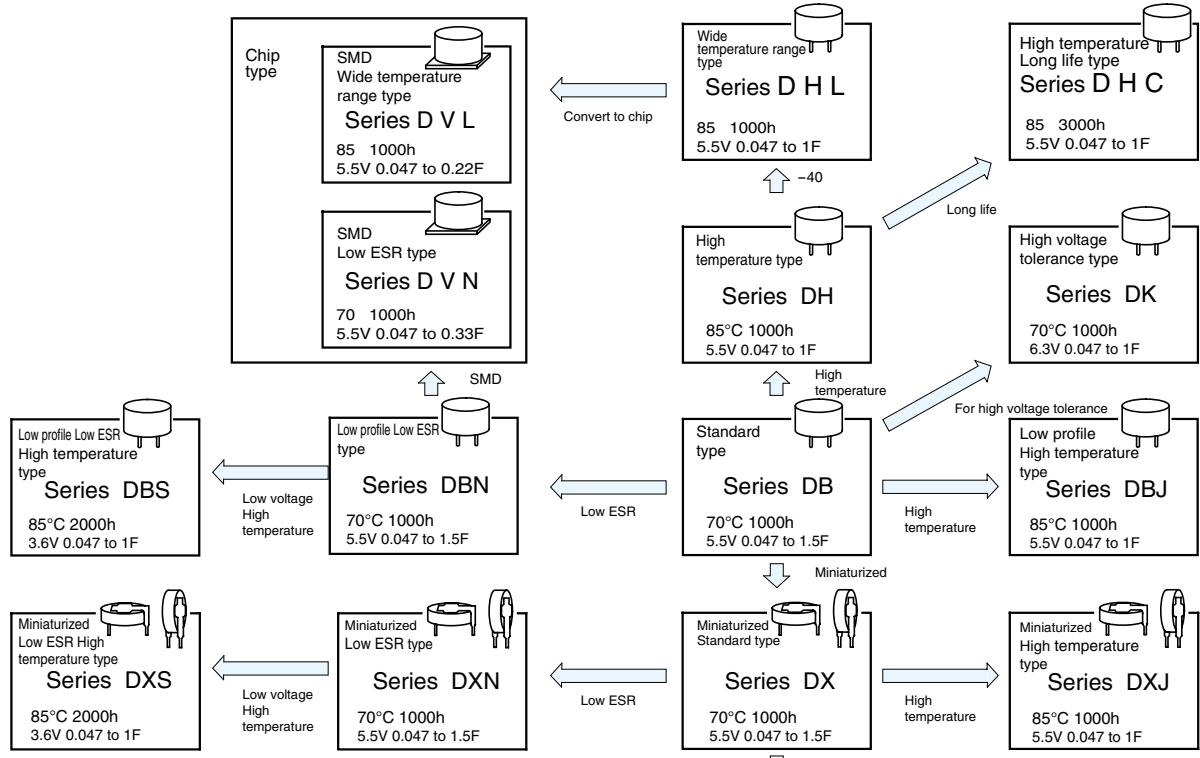 Chip
type
SMD
Wide temperature
range type
Series D V L
85 1000h
5.5V 0.047 to 0.22F
SMD
Low ESR type
Series D V N
70 1000h
5.5V 0.047 to 0.33F
Convert to chip
Wide
temperature range
type
Series D H L
85 1000h
5.5V 0.047 to 1F
High temperature
Long life type
Series D H C
85 3000h
5.5V 0.047 to 1F
−40
Long life
High
temperature type
Series DH
85°C 1000h
5.5V 0.047 to 1F
High voltage
tolerance type
Series DK
70°C 1000h
6.3V 0.047 to 1F
SMD
High
temperature
For high voltage tolerance
Low profile Low ESR
High temperature
type
Series DBS
85°C 2000h
3.6V 0.047 to 1F
Low voltage
High
temperature
Low profile Low ESR
type
Series DBN
70°C 1000h
5.5V 0.047 to 1.5F
Low ESR
Standard
type
Series DB
70°C 1000h
5.5V 0.047 to 1.5F
High
temperature
Low profile
High temperature
type
Series DBJ
85°C 1000h
5.5V 0.047 to 1F
Miniaturized
Miniaturized
Low ESR High
temperature type
Series DXS
85°C 2000h
3.6V 0.047 to 1F
Low voltage
High
temperature
Miniaturized
Low ESR type
Series DXN
70°C 1000h
5.5V 0.047 to 1.5F
Low ESR
Miniaturized
Standard type
Series DX
70°C 1000h
5.5V 0.047 to 1.5F
High
temperature
Miniaturized
High temperature
type
Series DXJ
85°C 1000h
5.5V 0.047 to 1F